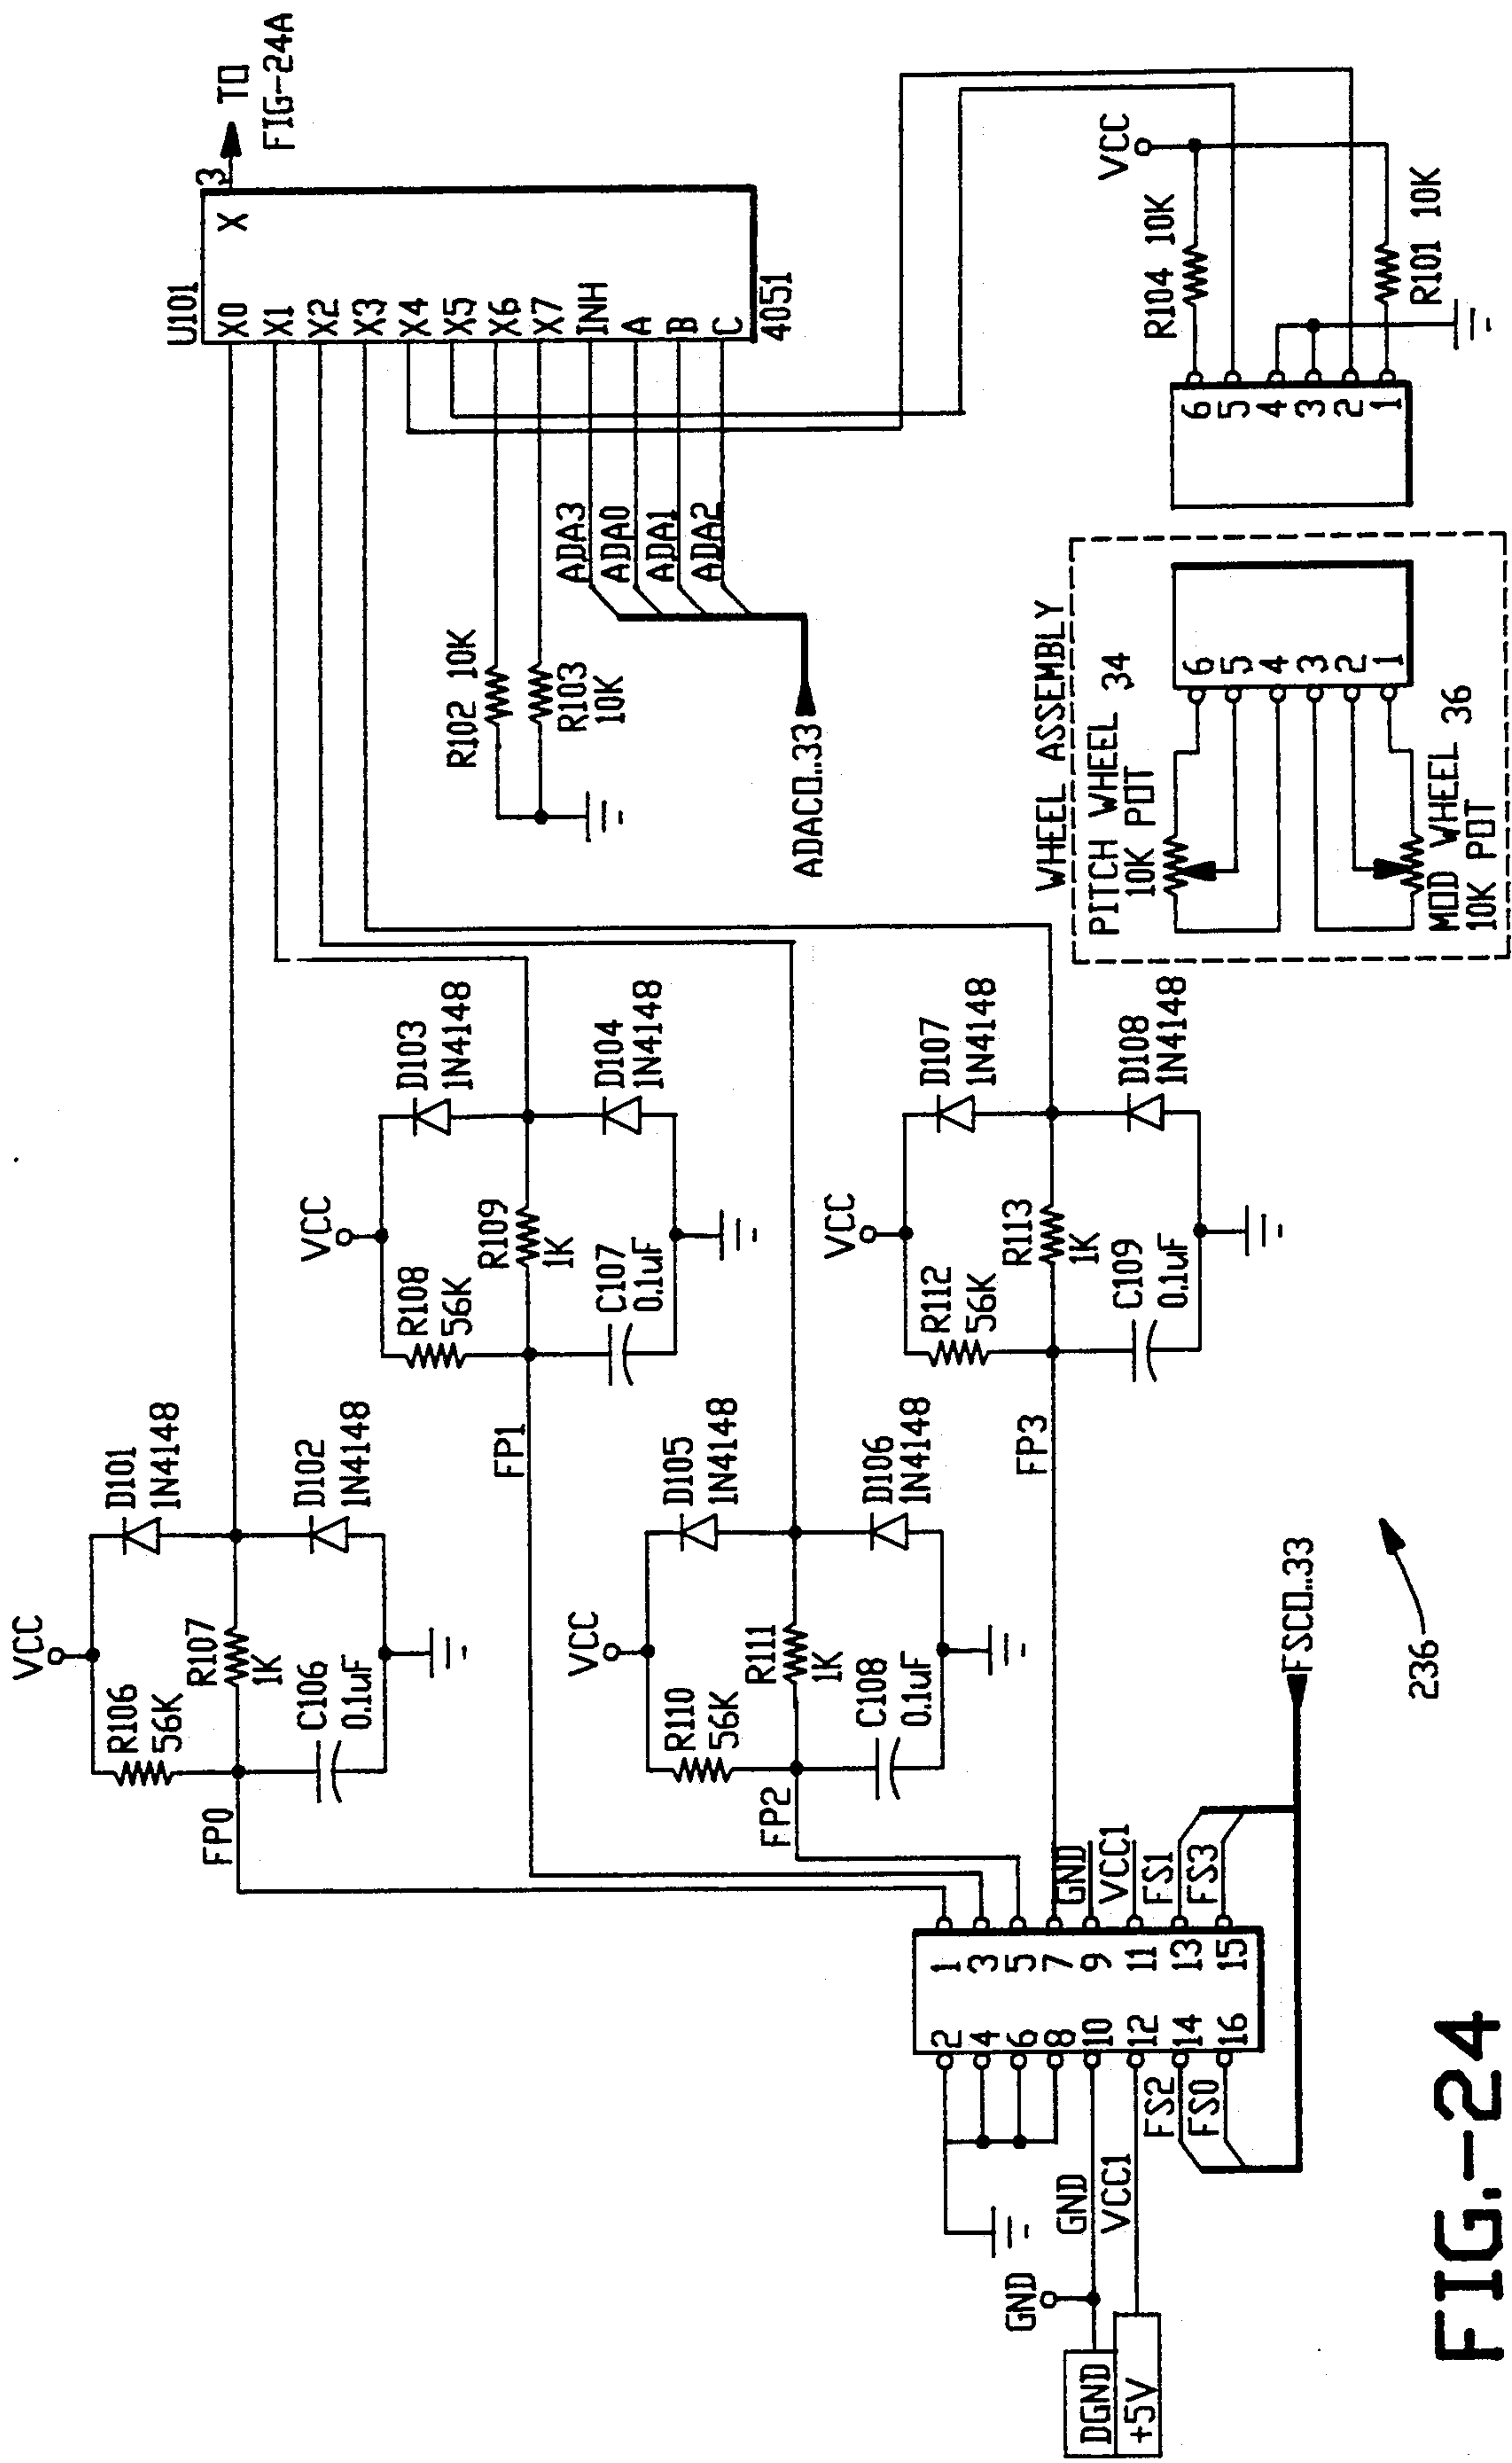 VCC
R106
56K
R107
1K
C106
0.1uF
D101
1N4148
D102
1N4148
FP0
VCC
R108
56K
R109
1K
C107
0.1uF
D103
1N4148
D104
1N4148
FP1
VCC
R110
56K
R111
1K
C108
0.1uF
D105
1N4148
D106
1N4148
FP2
VCC
R112
56K
R113
1K
C109
0.1uF
D107
1N4148
D108
1N4148
FP3
U101
X0
X1
X2
X3
X4
X5
X6
X7
INH
A
B
C
X
3
4051
TO
FIG-24A
R102 10K
R103
10K
ADA3
ADA0
ADA1
ADA2
ADAC0..33
WHEEL ASSEMBLY
PITCH WHEEL 34
10K POT
MOD WHEEL 36
10K POT
6
5
4
3
2
1
6
5
4
3
2
1
VCC
R104 10K
R101 10K
2 1
4 3
6 5
8 7
10 9
12 11
14 13
16 15
GND
VCC1
FS1
FS3
FS2
FS0
GND
VCC1
GND
DGND
+5V
FSC0..33
236
FIG.-24